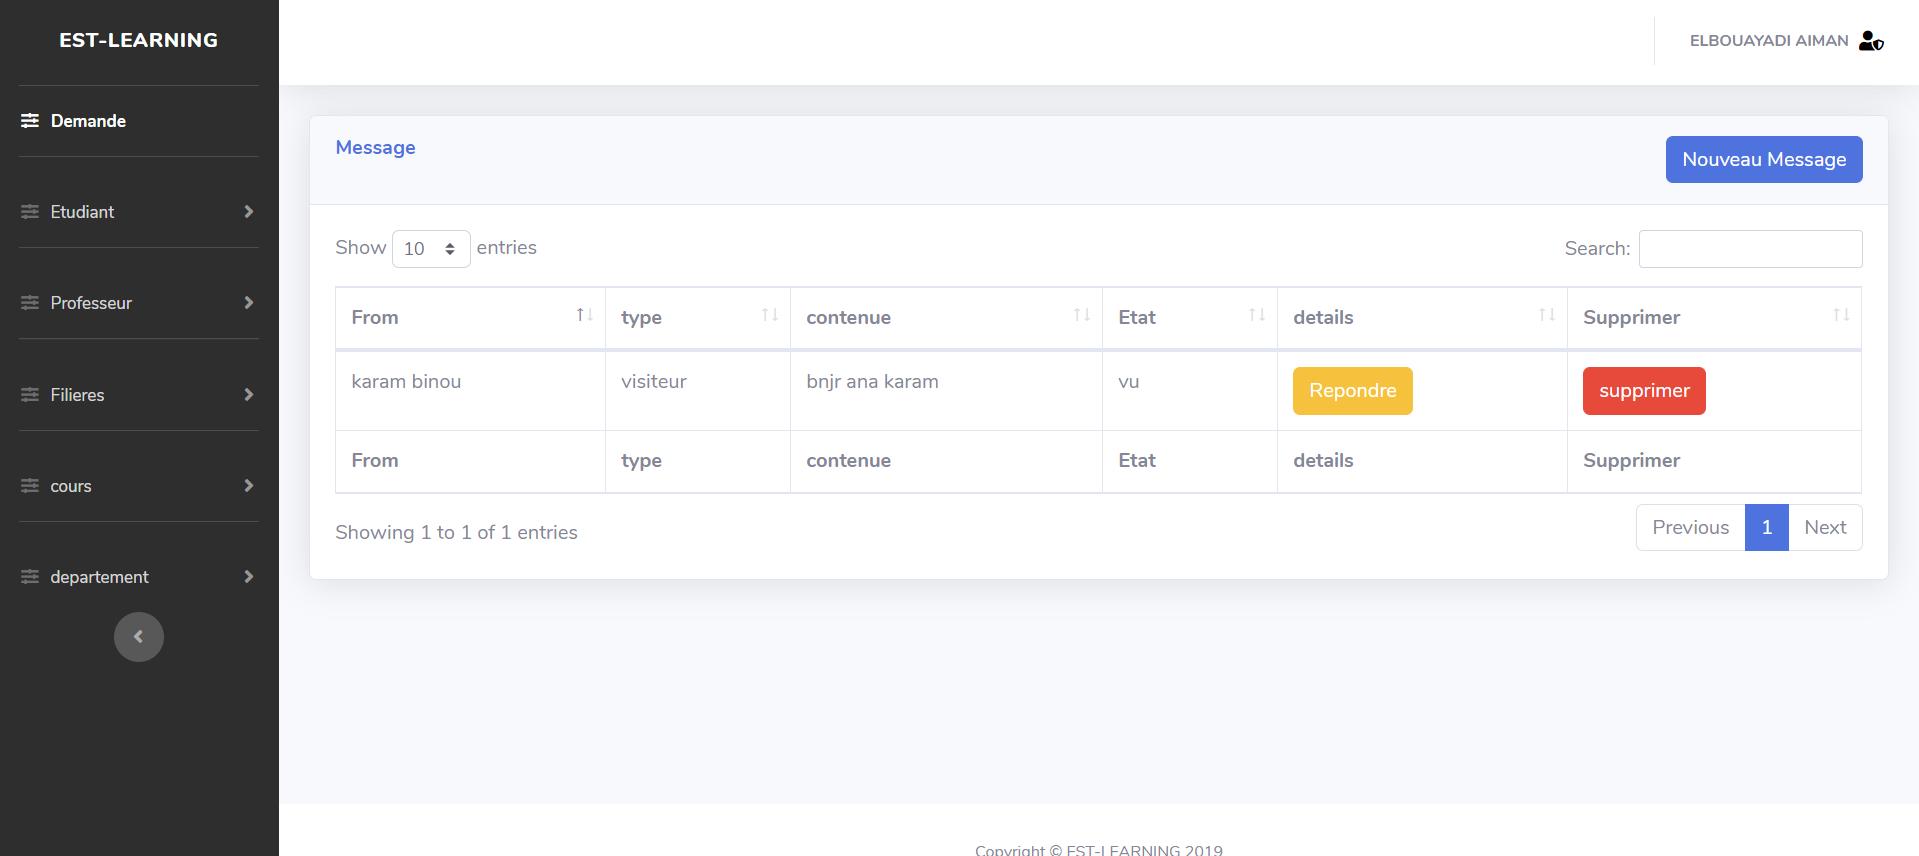 EST-LEARNING
ELBOUAYADI AIMAN
Demande
Etudiant
Professeur
Filieres
cours
departement
Message
Nouveau Message
Show 10 entries
Search:
From type contenue Etat details Supprimer
karam binou visiteur bnjr ana karam vu Repondre supprimer
From type contenue Etat details Supprimer
Showing 1 to 1 of 1 entries
Previous 1 Next
Copyright © EST-LEARNING 2019